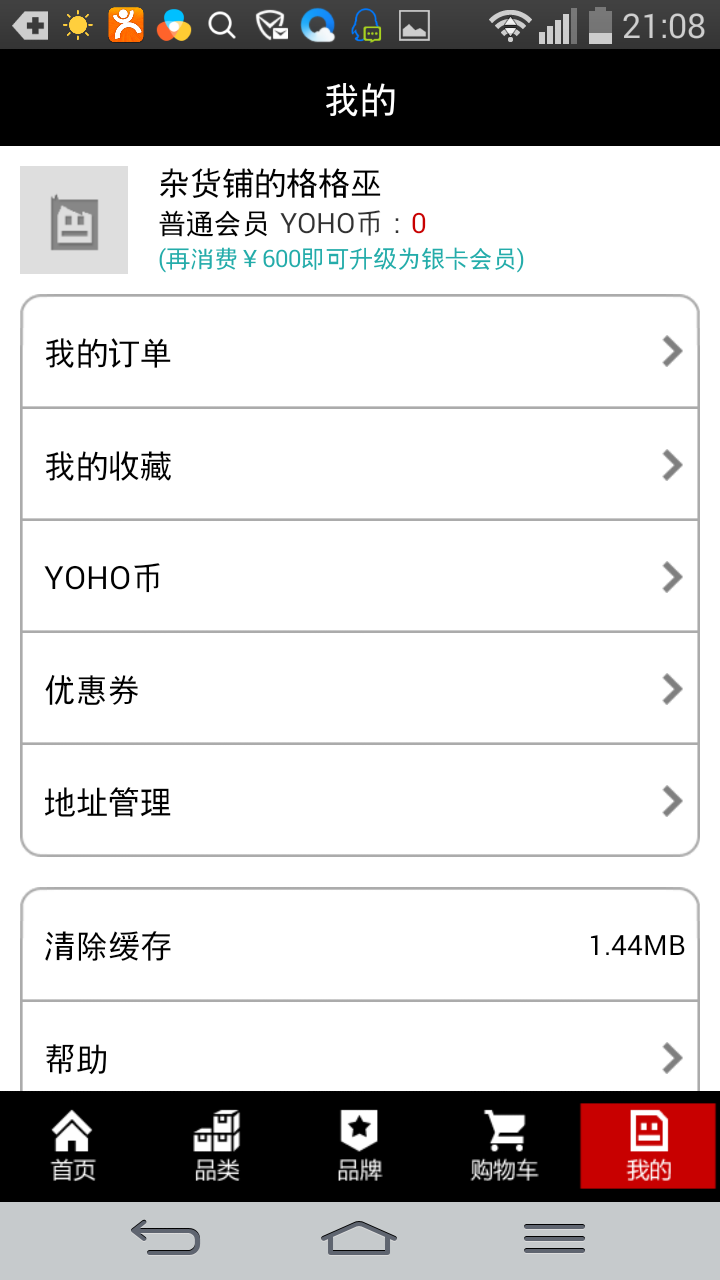 21:08
我的
杂货铺的格格巫
普通会员 YOHO币：0
(再消费￥600即可升级为银卡会员)
我的订单
我的收藏
YOHO币
优惠券
地址管理
清除缓存 1.44MB
帮助
首页 品类 品牌 购物车 我的